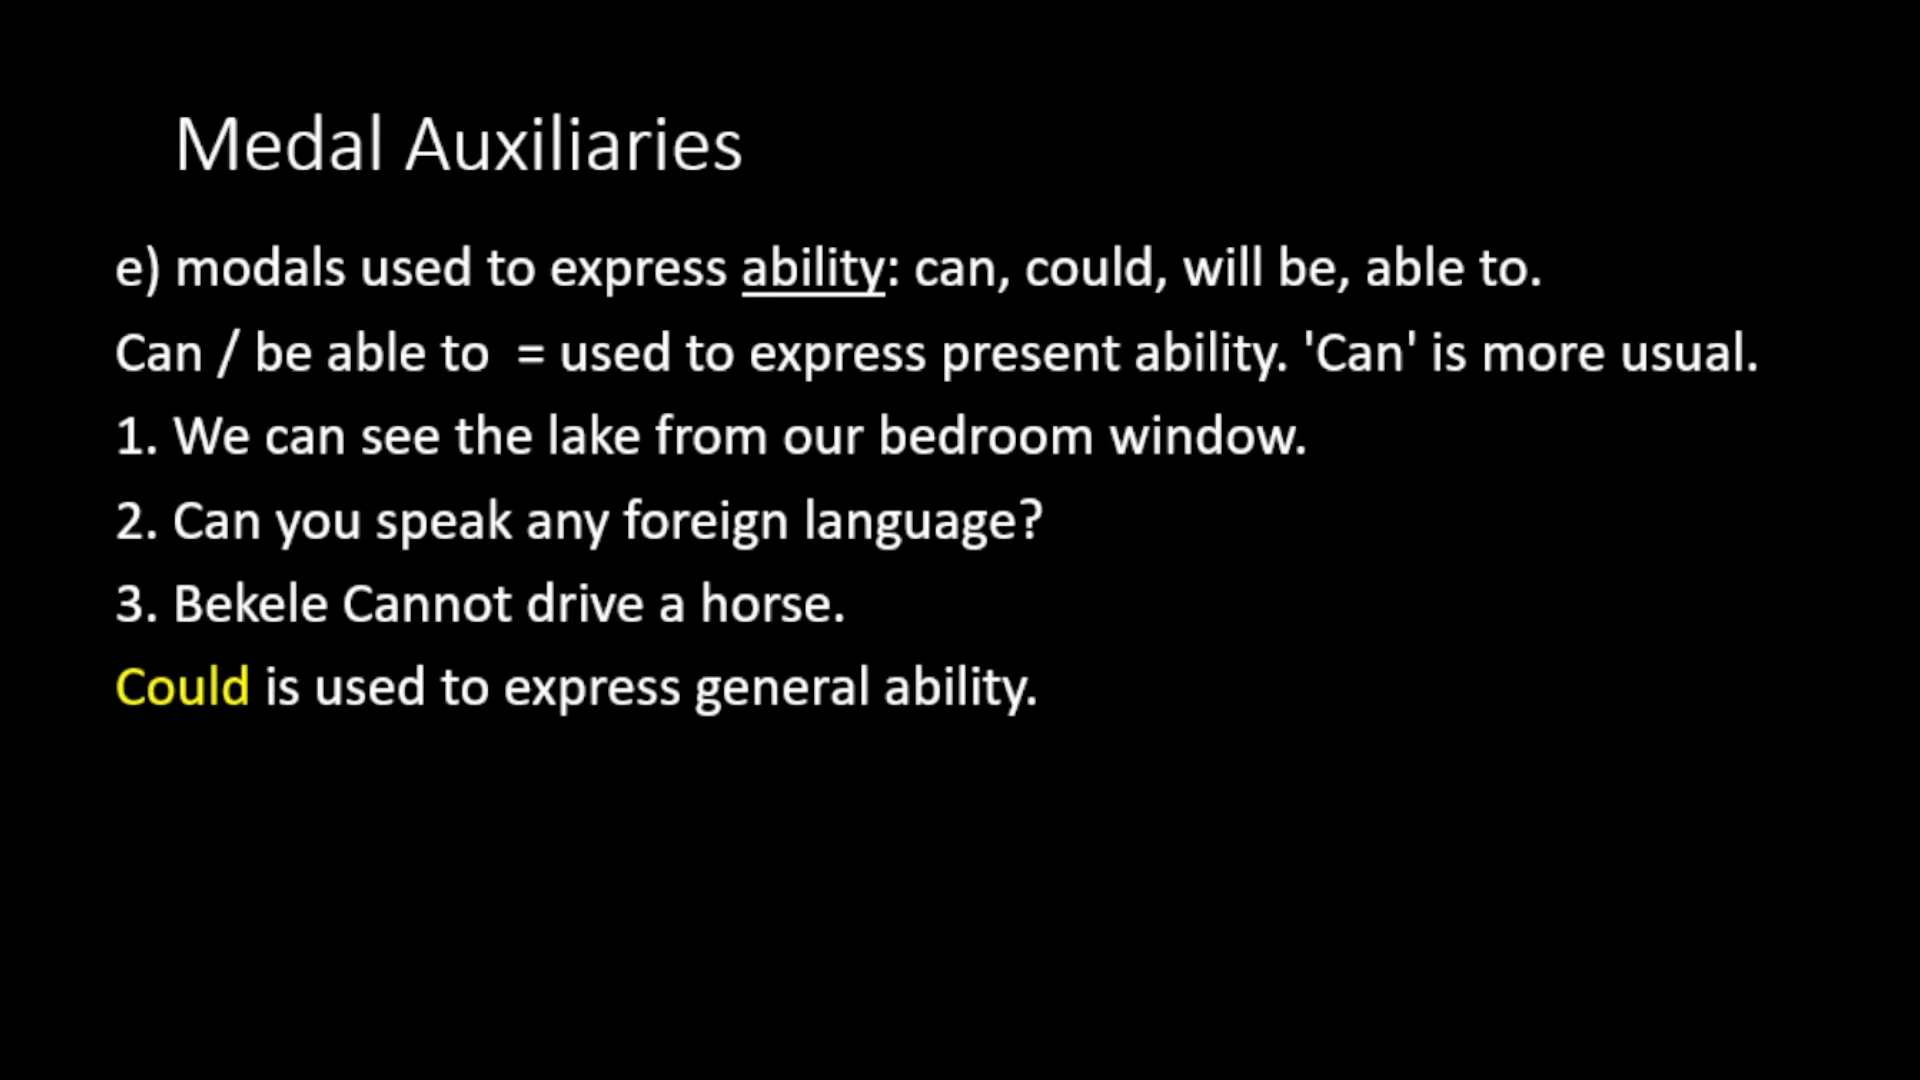 Medal Auxiliaries
e) modals used to express ability: can, could, will be, able to.
Can / be able to  = used to express present ability. 'Can' is more usual.
1. We can see the lake from our bedroom window.
2. Can you speak any foreign language?
3. Bekele Cannot drive a horse.
Could is used to express general ability.